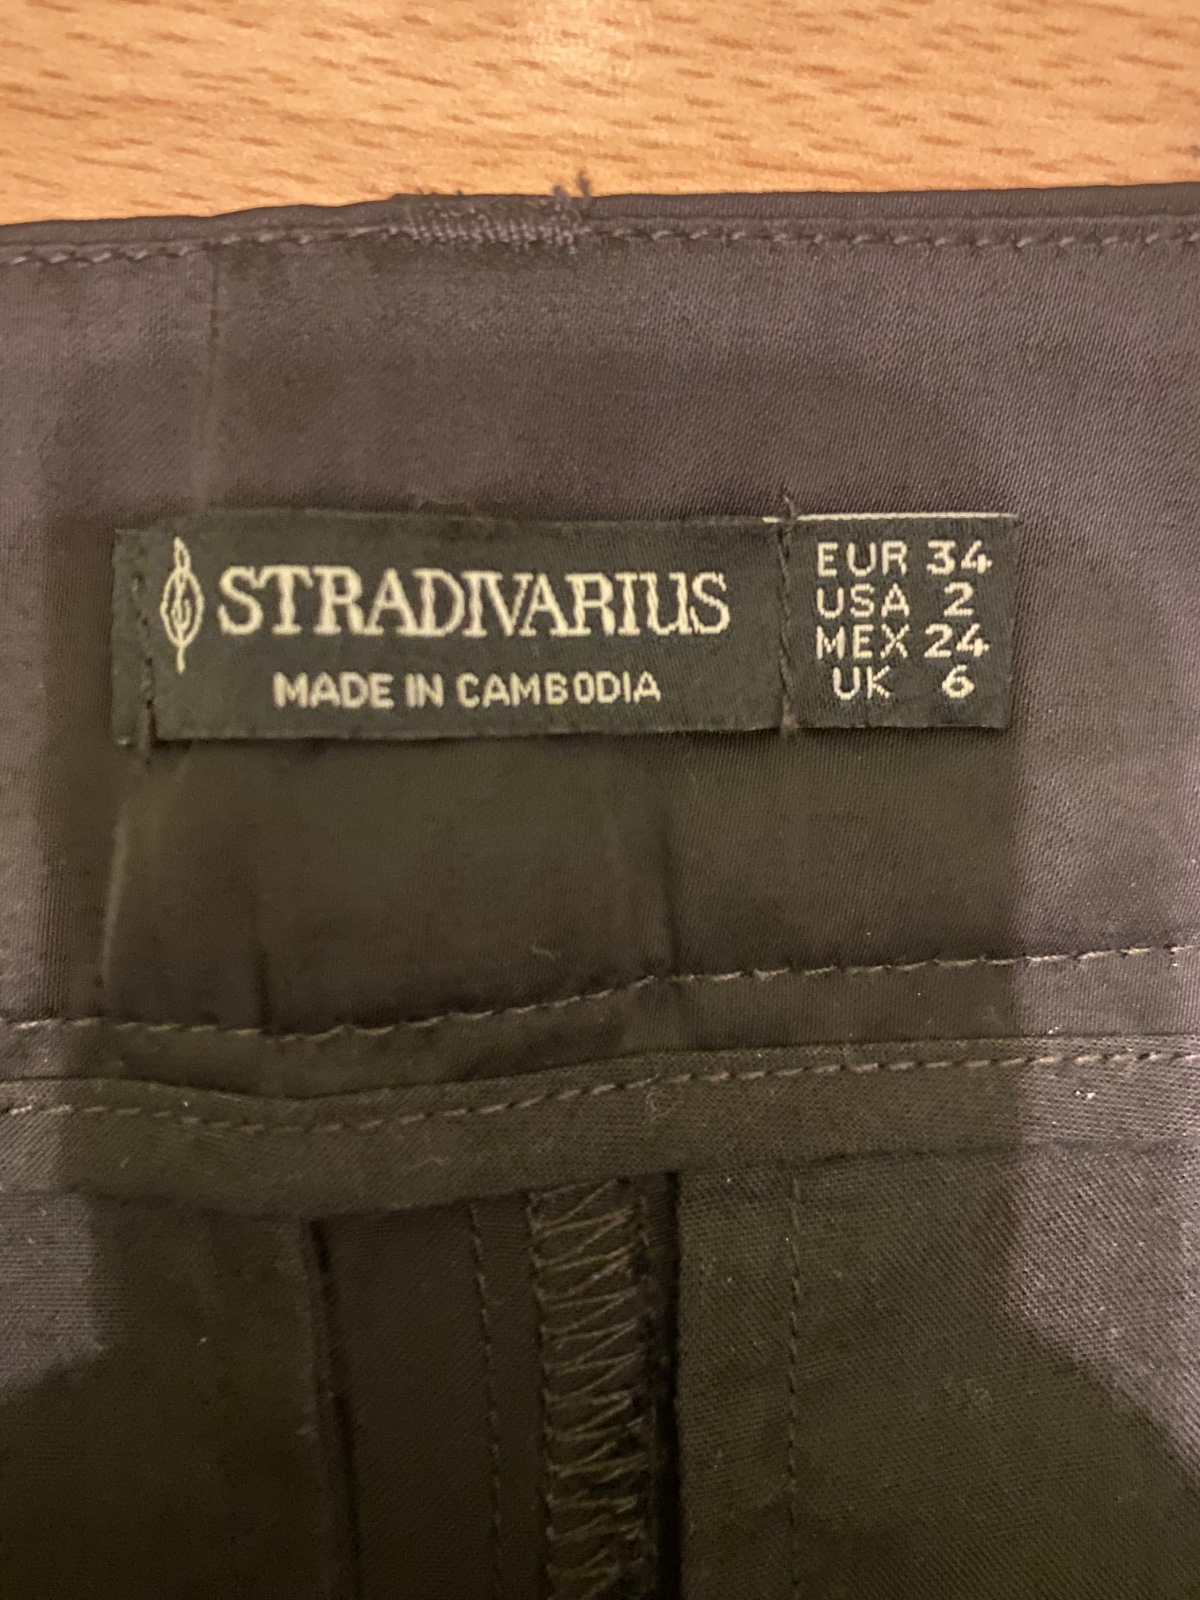 STRADIVARIUS
MADE IN CAMBODIA
EUR 34
USA 2
MEX 24
UK 6